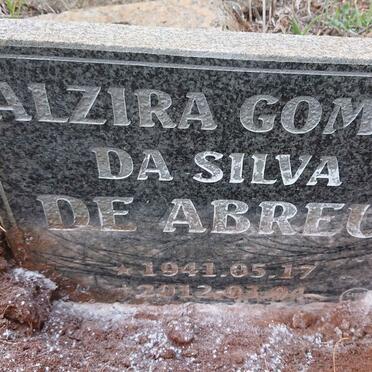 ALZIRA GOM
DA SILVA
DE ABREU
★ 1941.05.17